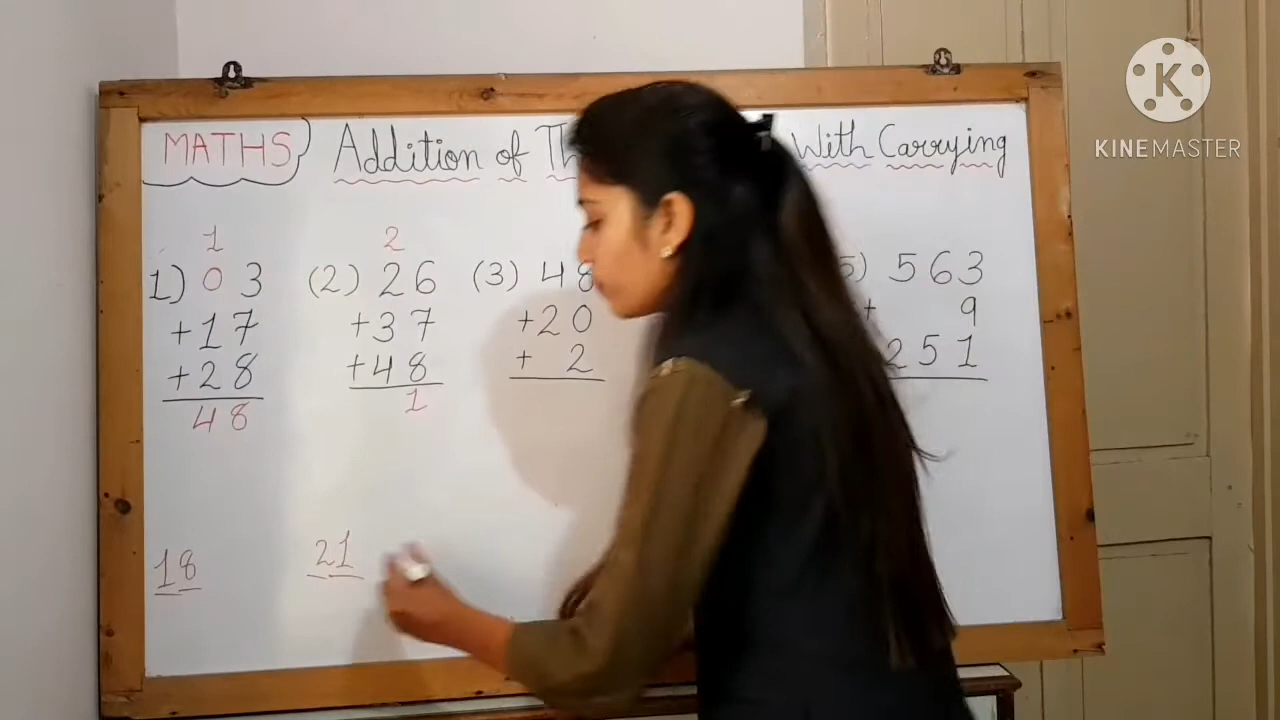 MATHS Addition of Th With Carrying
1 2
1) 0 3 (2) 2 6 (3) 4 8 5) 5 6 3
+ 1 7 + 3 7 + 2 0 + 9
+ 2 8 + 4 8 + 2 2 5 1
4 8 1
18 21
K
KINEMASTER